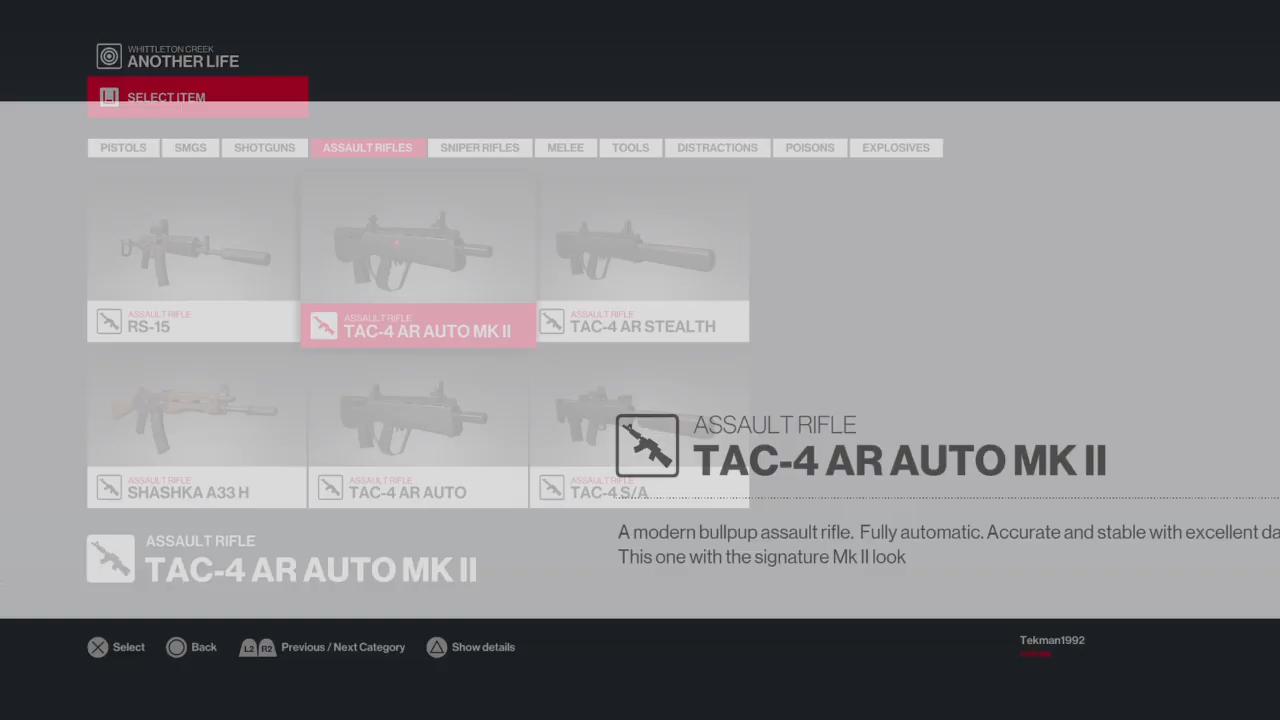 WHITTLETON CREEK
ANOTHER LIFE
SELECT ITEM
PISTOLS SMGS SHOTGUNS ASSAULT RIFLES SNIPER RIFLES MELEE TOOLS DISTRACTIONS POISONS EXPLOSIVES
ASSAULT RIFLE
RS-15
ASSAULT RIFLE
TAC-4 AR AUTO MK II
ASSAULT RIFLE
TAC-4 AR STEALTH
ASSAULT RIFLE
SHASHKA A33 H
ASSAULT RIFLE
TAC-4 AR AUTO
ASSAULT RIFLE
TAC-4 S/A
ASSAULT RIFLE
TAC-4 AR AUTO MK II
A modern bullpup assault rifle. Fully automatic. Accurate and stable with excellent da
This one with the signature Mk II look
ASSAULT RIFLE
TAC-4 AR AUTO MK II
Select Back L2 R2 Previous / Next Category Show details
Tekman1992